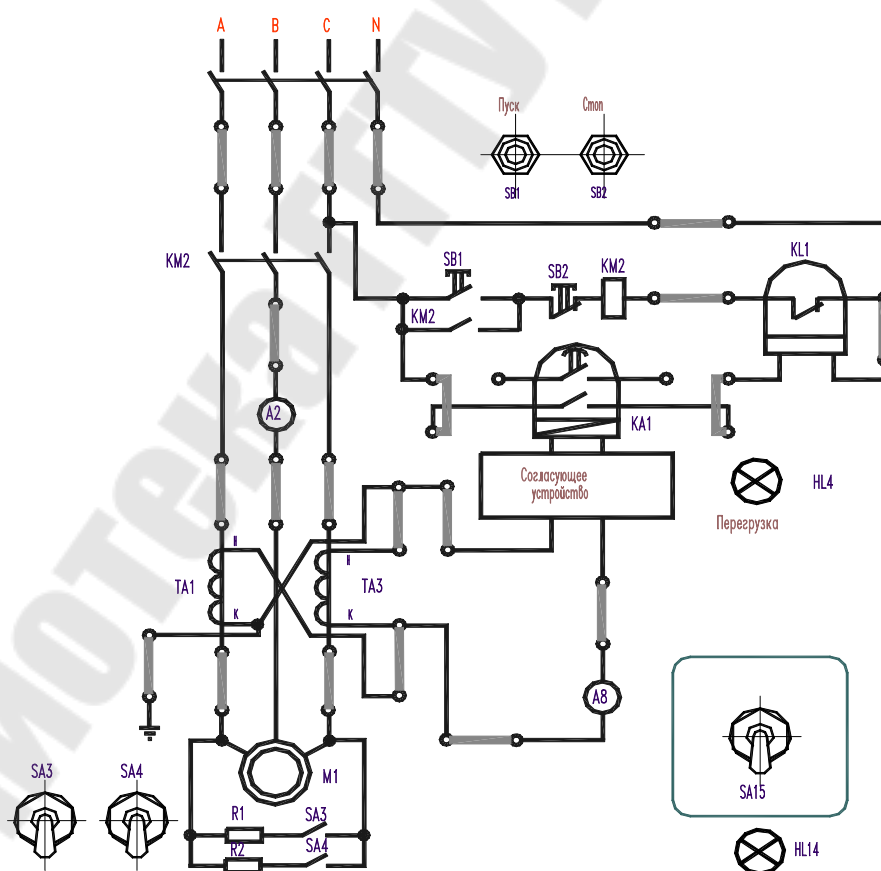 A B C N
Пуск Стоп
SB1 SB2
KM2 SB1 SB2 KM2 KL1
KM2
A2
KA1
Согласующее
устройство
HL4
Перегрузка
И
И
TA1 TA3
К К
A8
SA3 SA4 M1 SA15
R1 SA3
R2 SA4 HL14